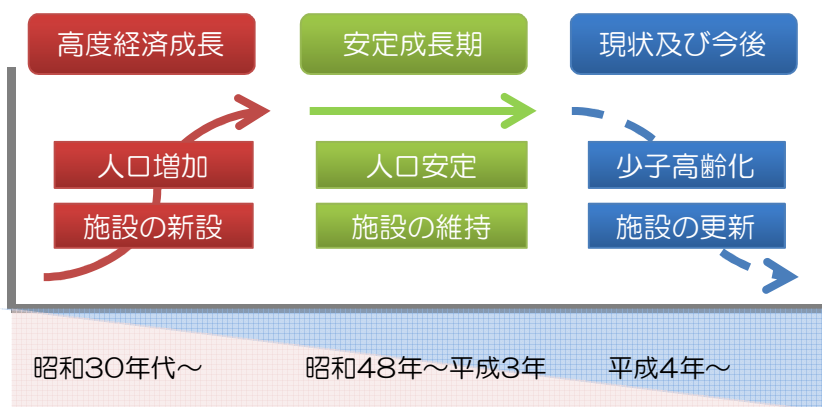 高度経済成長
安定成長期
現状及び今後
人口増加
人口安定
少子高齢化
施設の新設
施設の維持
施設の更新
昭和30年代～
昭和48年～平成3年
平成4年～